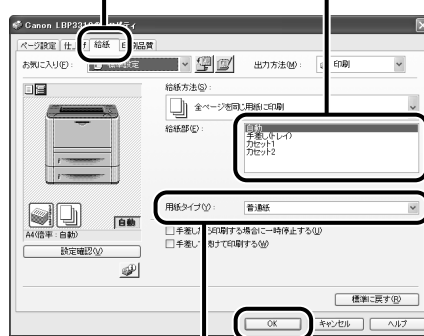 Canon LBP33
ページ設定
給紙
印刷品質
お気に入り(F):
出力方法(M):
印刷
給紙方法(S):
全ページを同じ用紙に印刷
給紙部(E):
自動
手差し(トレイ)
カセット1
カセット2
用紙タイプ(Y):
普通紙
自動
A4(倍率：自動)
設定確認(V)
標準に戻す(R)
OK
キャンセル
ヘルプ